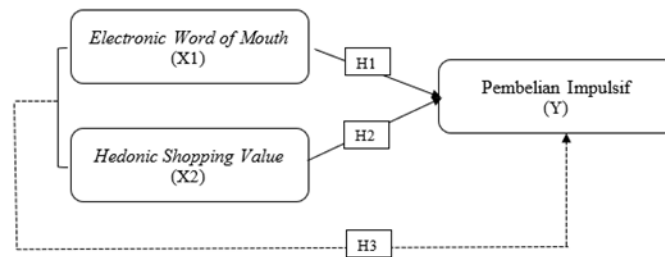 Electronic Word of Mouth
(X1)
H1
Pembelian Impulsif
(Y)
H2
Hedonic Shopping Value
(X2)
H3